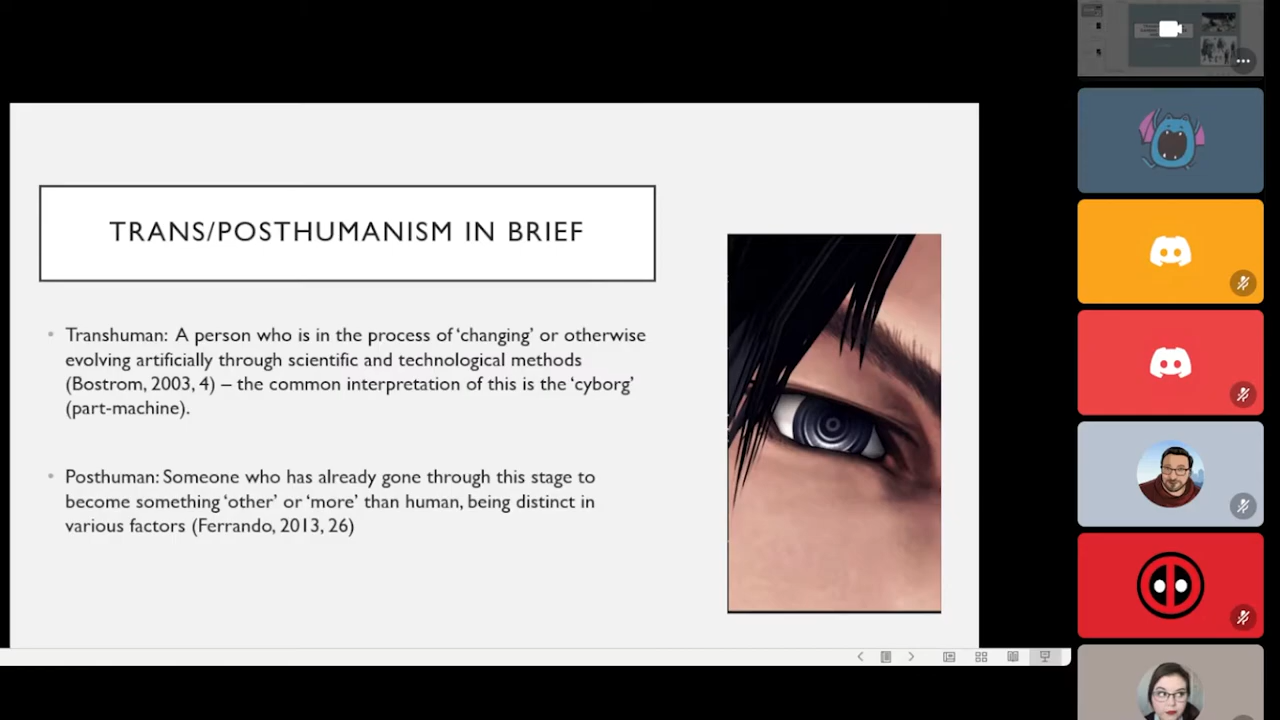 TRANS/POSTHUMANISM IN BRIEF
• Transhuman: A person who is in the process of ‘changing’ or otherwise
evolving artificially through scientific and technological methods
(Bostrom, 2003, 4) – the common interpretation of this is the ‘cyborg’
(part-machine).
• Posthuman: Someone who has already gone through this stage to
become something ‘other’ or ‘more’ than human, being distinct in
various factors (Ferrando, 2013, 26)